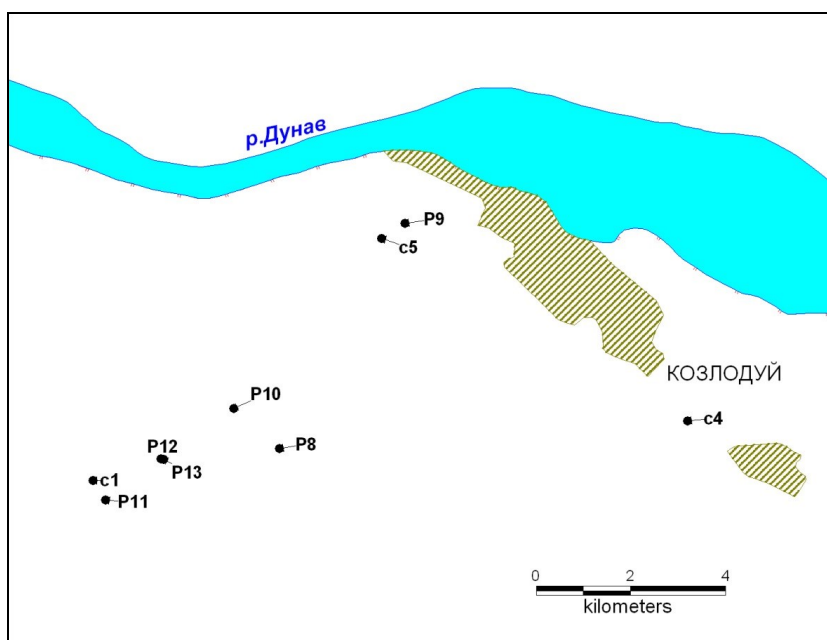 р.Дунав
P9
c5
КОЗЛОДУЙ
P10
c4
P12
P8
P13
c1
P11
0 2 4
kilometers